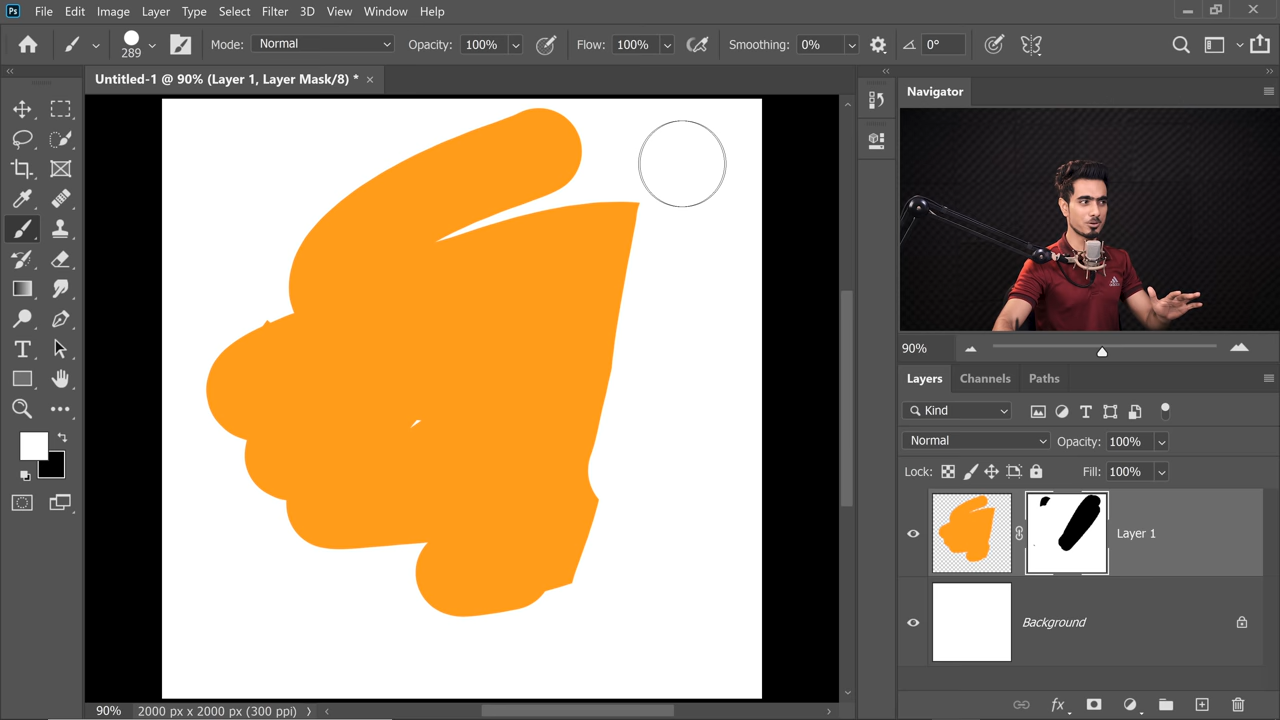 Ps File Edit Image Layer Type Select Filter 3D View Window Help
289 Mode: Normal Opacity: 100% Flow: 100% Smoothing: 0% 0°
Untitled-1 @ 90% (Layer 1, Layer Mask/8) *
Navigator
90%
Layers Channels Paths
Kind
Normal Opacity: 100%
Lock: Fill: 100%
Layer 1
Background
fx
90% 2000 px x 2000 px (300 ppi)